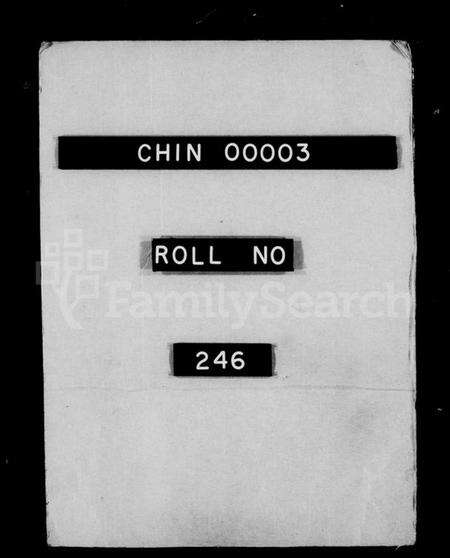 CHIN 00003
ROLL NO
FamilySearch
246